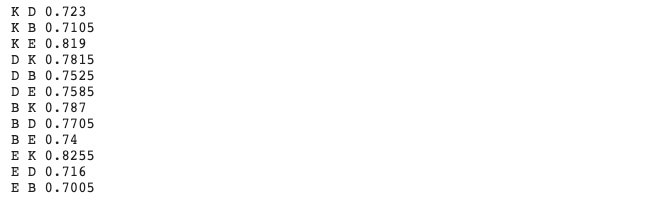 K D 0.723
K B 0.7105
K E 0.819
D K 0.7815
D B 0.7525
D E 0.7585
B K 0.787
B D 0.7705
B E 0.74
E K 0.8255
E D 0.716
E B 0.7005